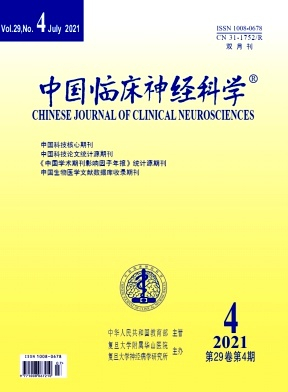 Vol.29,No. 4 July 2021
ISSN 1008-0678
CN 31-1752/R
双月刊
中国临床神经科学®
CHINESE JOURNAL OF CLINICAL NEUROSCIENCES
中国科技核心期刊
中国科技论文统计源期刊
《中国学术期刊影响因子年报》统计源期刊
中国生物医学文献数据库收录期刊
4
2021
第29卷第4期
中华人民共和国教育部 主管
复旦大学附属华山医院
复旦大学神经病学研究所 主办
ISSN 1008-0678